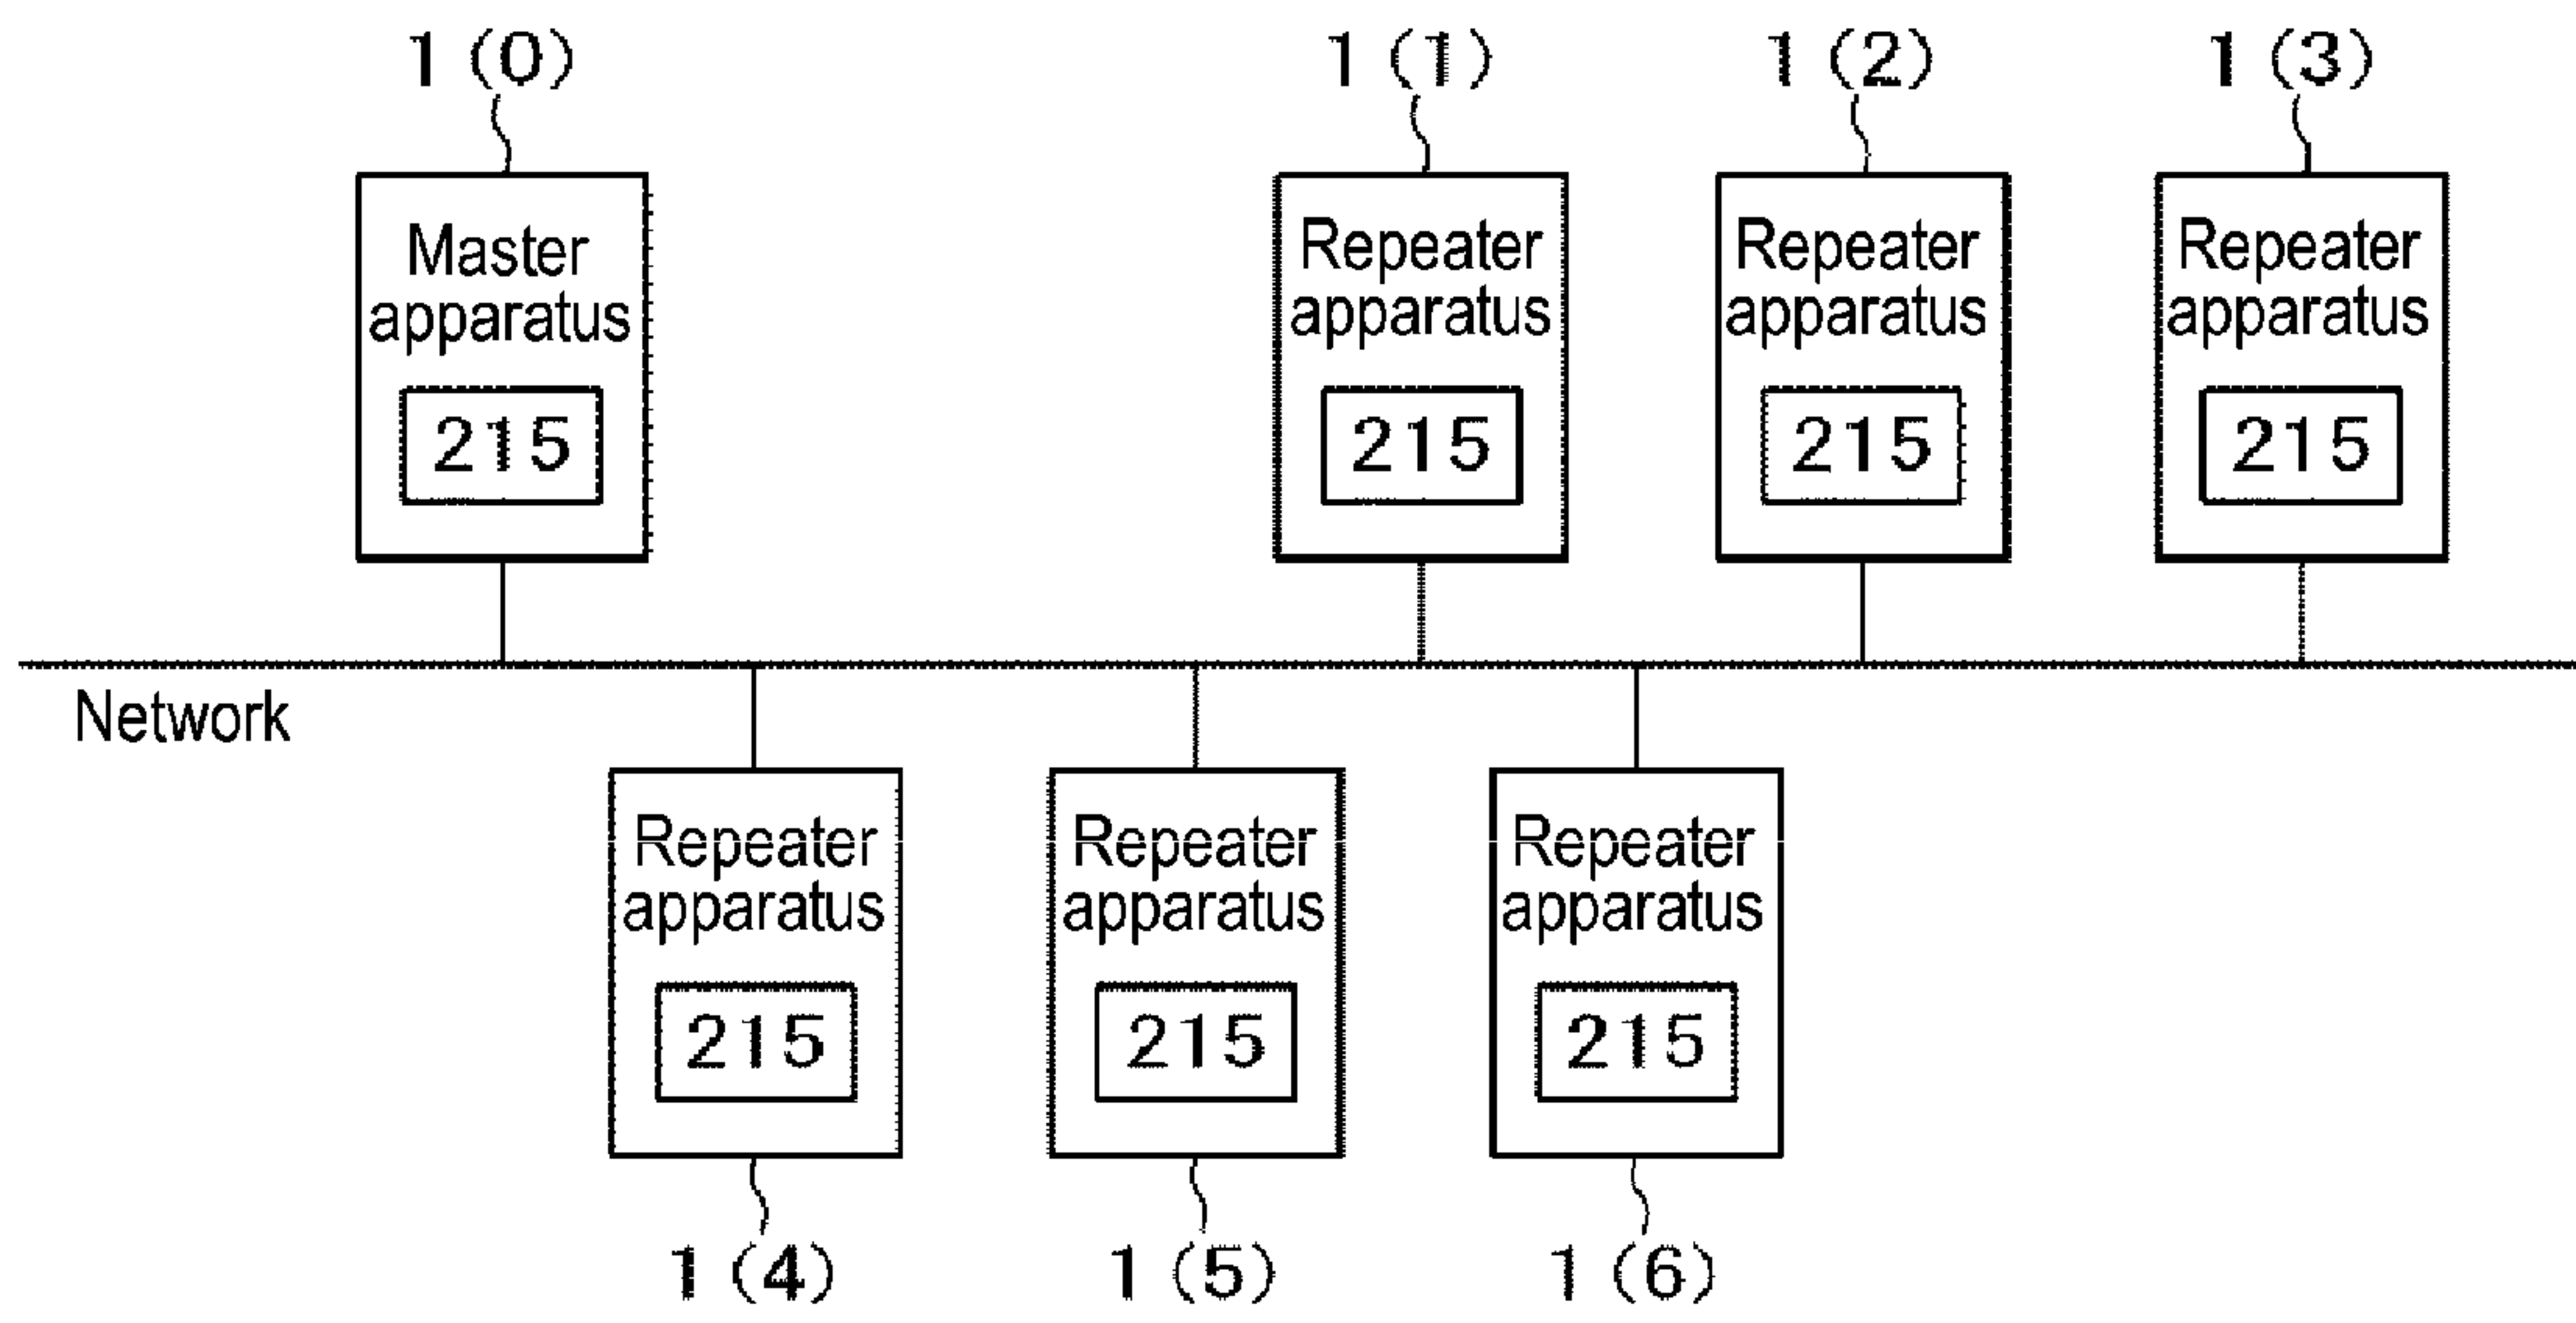 1 (0)
1 (1)
1 (2)
1 (3)
Master
apparatus
215
Repeater
apparatus
215
Repeater
apparatus
215
Repeater
apparatus
215
Network
Repeater
apparatus
215
Repeater
apparatus
215
Repeater
apparatus
215
1 (4)
1 (5)
1 (6)